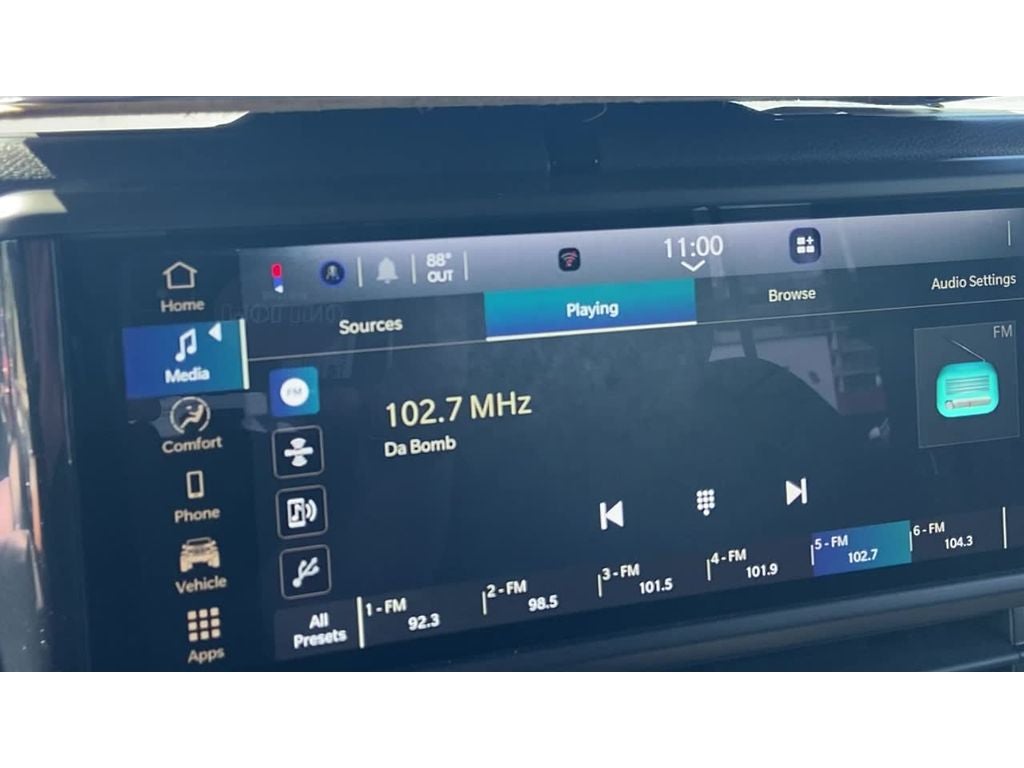 88°
OUT
11:00
Home
Media
Comfort
Phone
Vehicle
Apps
Sources
Playing
Browse
Audio Settings
FM
FM
102.7 MHz
Da Bomb
All
Presets
1 - FM
92.3
2 - FM
98.5
3 - FM
101.5
4 - FM
101.9
5 - FM
102.7
6 - FM
104.3